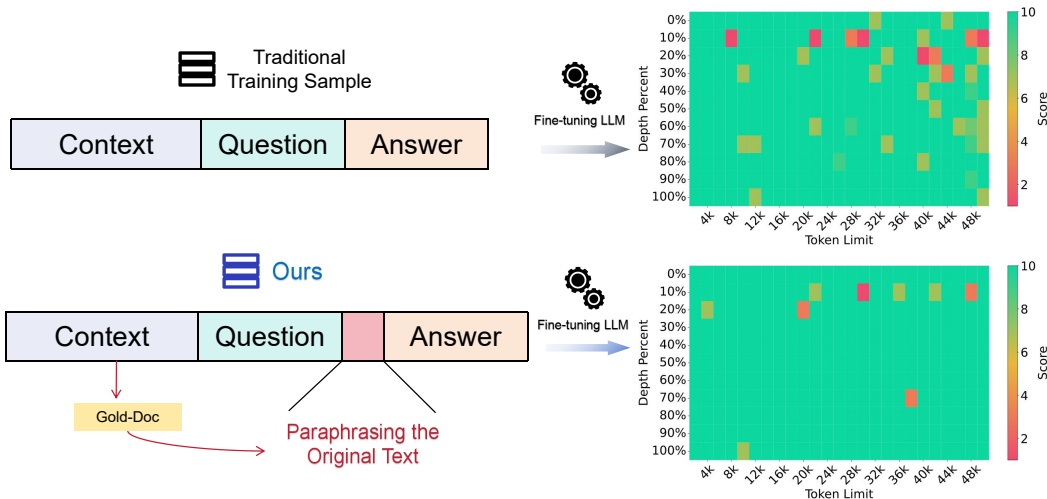 Traditional
Training Sample
Context
Question
Answer
Fine-tuning LLM
Depth Percent
0%
10%
20%
30%
40%
50%
60%
70%
80%
90%
100%
4k
8k
12k
16k
20k
24k
28k
32k
36k
40k
44k
48k
Token Limit
10
8
6
4
2
Score
Ours
Context
Question
Answer
Gold-Doc
Paraphrasing the
Original Text
Fine-tuning LLM
Depth Percent
0%
10%
20%
30%
40%
50%
60%
70%
80%
90%
100%
4k
8k
12k
16k
20k
24k
28k
32k
36k
40k
44k
48k
Token Limit
10
8
6
4
2
Score